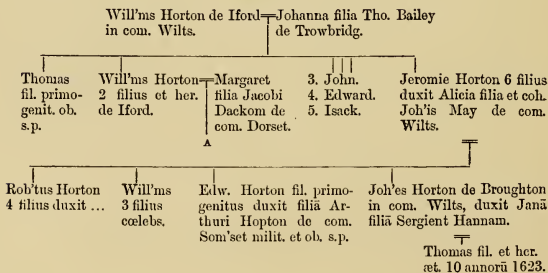 Will'ms Horton de Iford
in com. Wilts.
Johanna filia Tho. Bailey
de Trowbridg.
Thomas
fil. primo-
genit. ob.
s.p.
Will'ms Horton
2 filius et her.
de Iford.
Margaret
filia Jacobi
Dackom de
com. Dorset.
A
3. John.
4. Edward.
5. Isack.
Jeromie Horton 6 filius
duxit Alicia filia et coh.
Joh'is May de com.
Wilts.
Rob'tus Horton
4 filius duxit ...
Will'ms
3 filius
cœlebs.
Edw. Horton fil. primo-
genitus duxit filiā Ar-
thuri Hopton de com.
Som'set milit. et ob. s.p.
Joh'es Horton de Broughton
in com. Wilts, duxit Janā
filiā Sergient Hannam.
Thomas fil. et her.
æt. 10 annorū 1623.